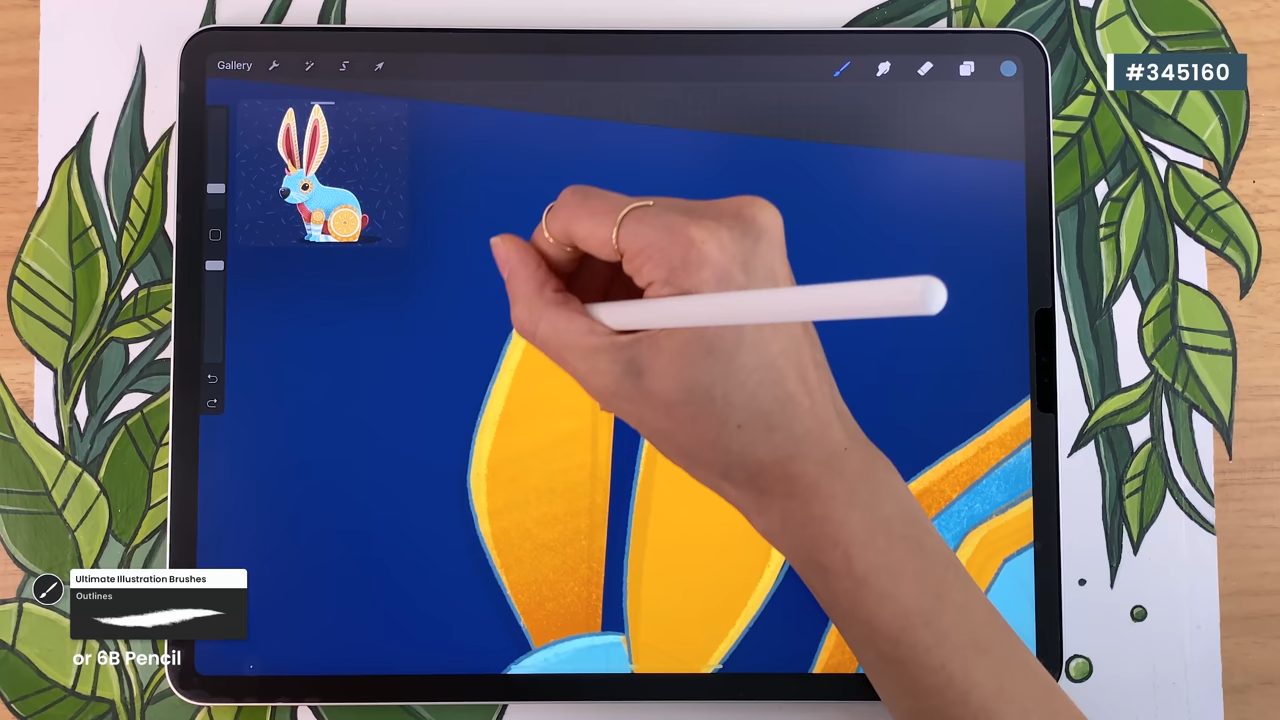 Gallery
#345160
Ultimate Illustration Brushes
Outlines
or 6B Pencil